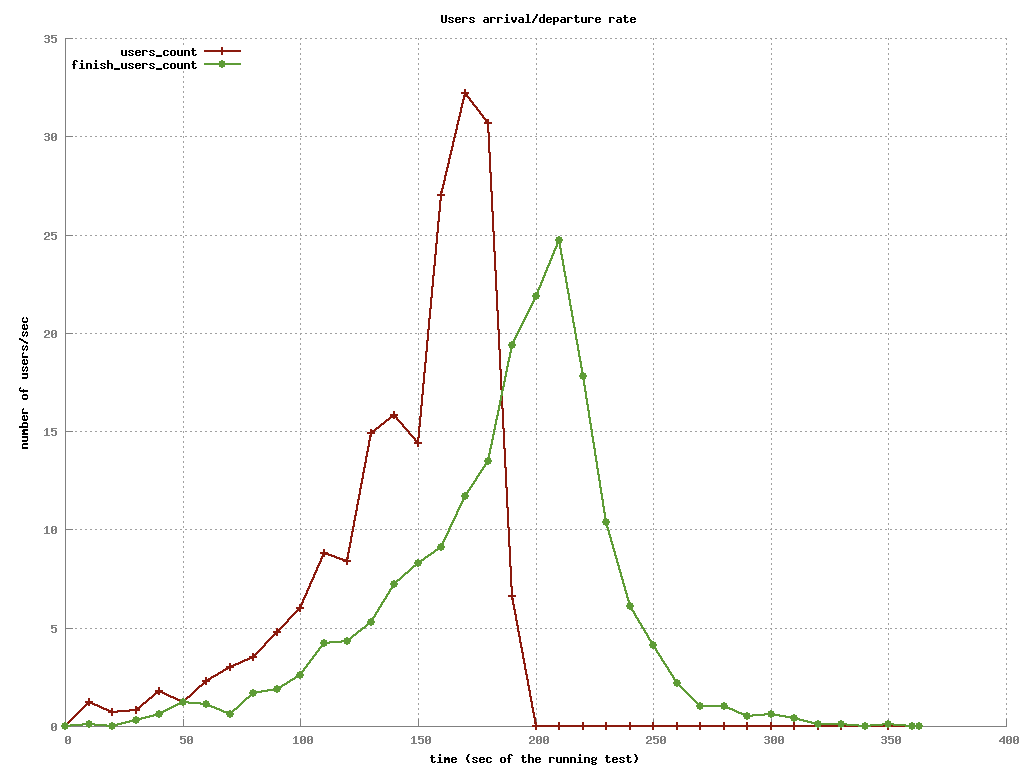 Users arrival/departure rate
users_count
finish_users_count
number of users/sec
35
30
25
20
15
10
5
0
0 50 100 150 200 250 300 350 400
time (sec of the running test)